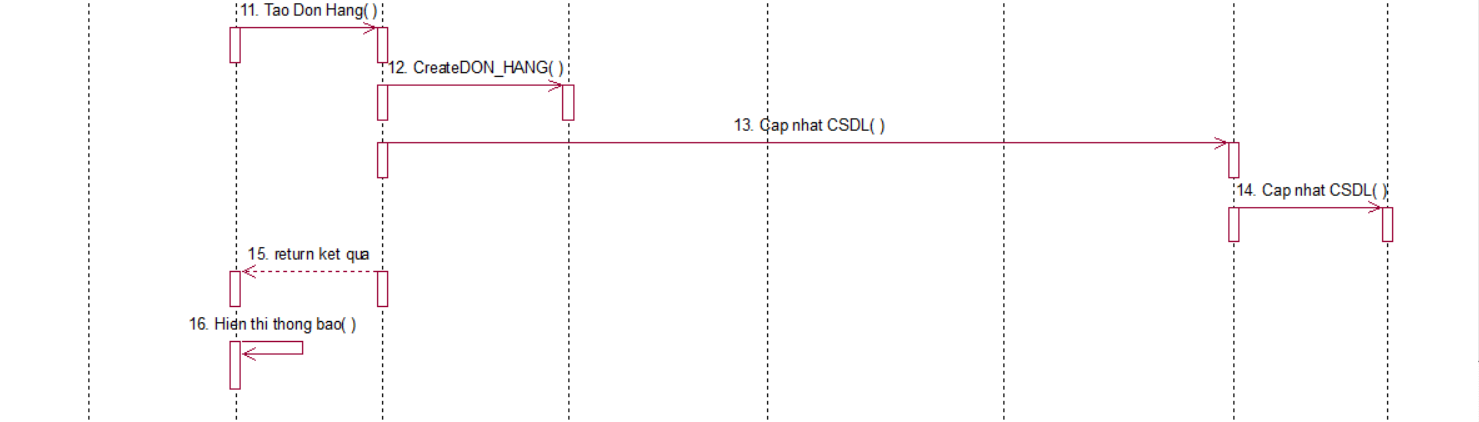 11. Tao Don Hang( )
12. CreateDON_HANG( )
13. Cap nhat CSDL( )
14. Cap nhat CSDL( )
15. return ket qua
16. Hien thi thong bao( )